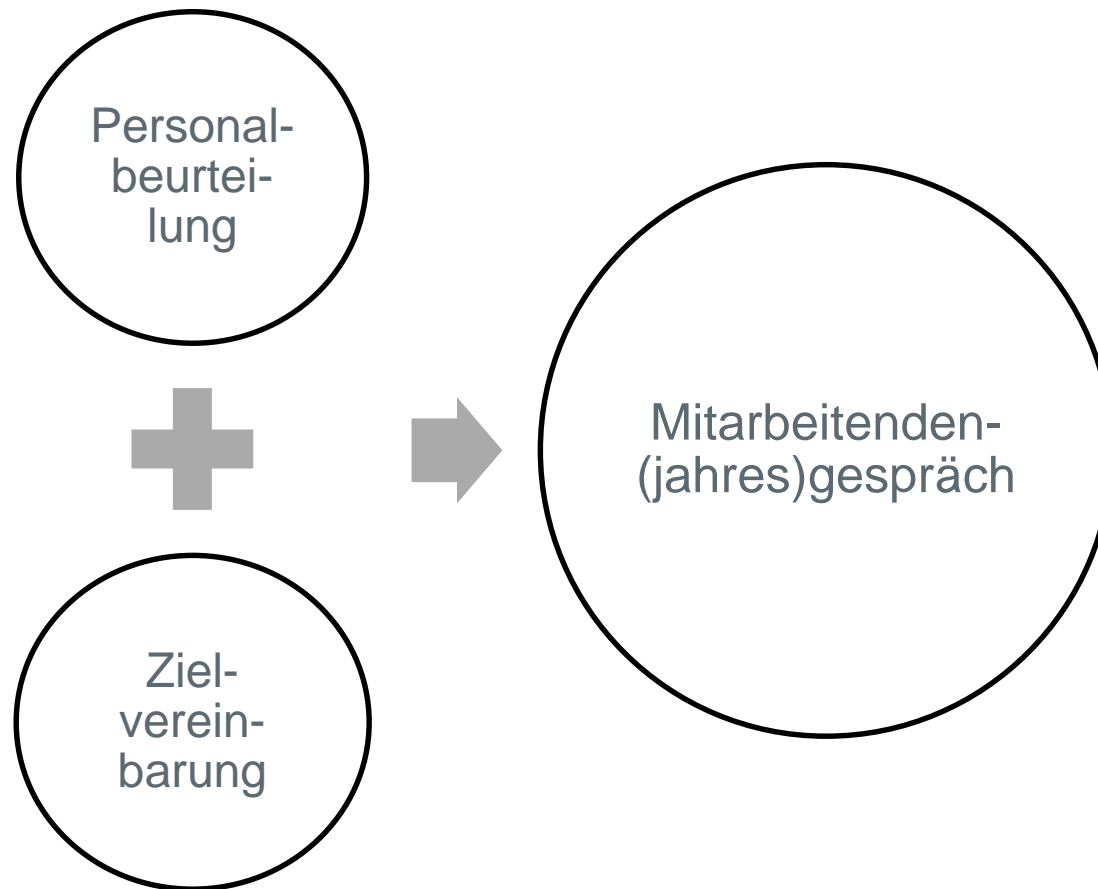 Personal-
beurtei-
lung
Ziel-
verein-
barung
Mitarbeitenden-
(jahres)gespräch